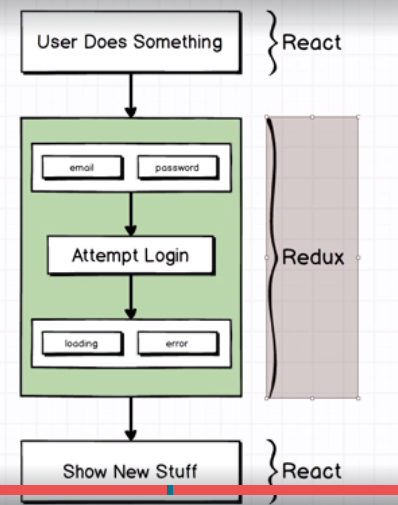 User Does Something
React
email
password
Attempt Login
Redux
loading
error
Show New Stuff
React